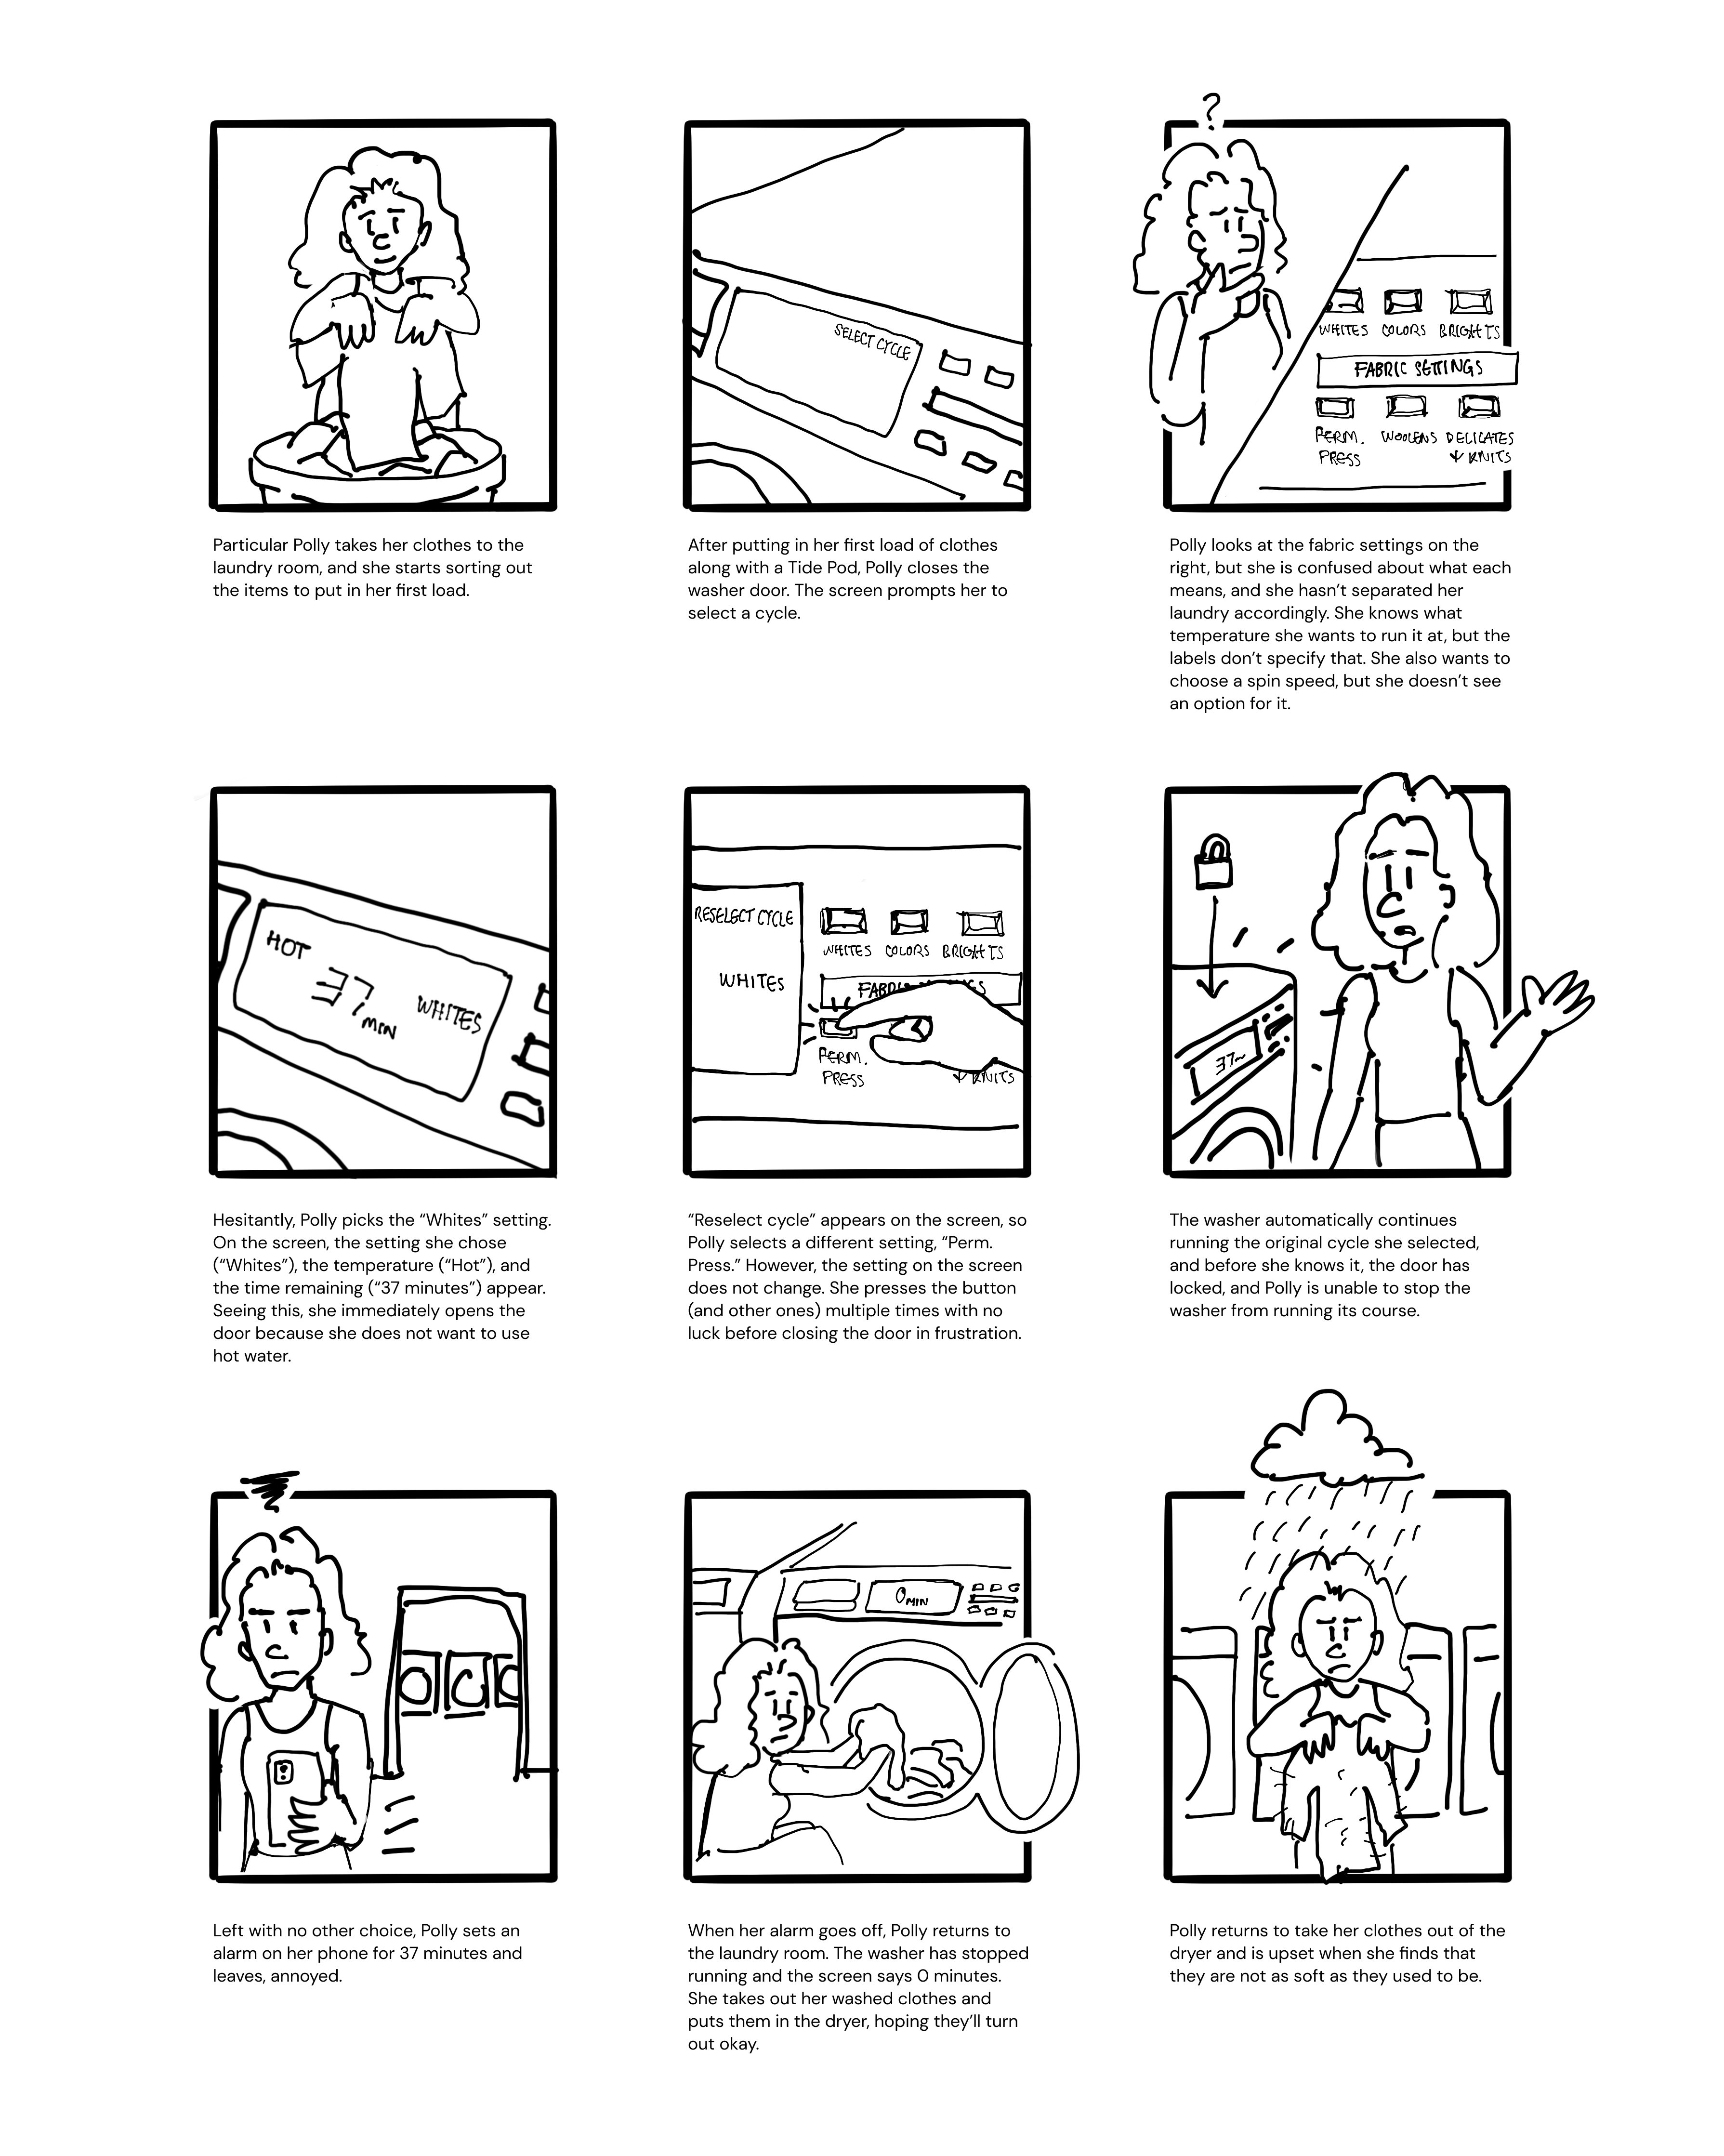 ?
SELECT CYCLE
WHITES COLORS BRIGHTS
FABRIC SETTINGS
PERM. PRESS WOOLENS DELICATES & KNITS
Particular Polly takes her clothes to the
laundry room, and she starts sorting out
the items to put in her first load.
After putting in her first load of clothes
along with a Tide Pod, Polly closes the
washer door. The screen prompts her to
select a cycle.
Polly looks at the fabric settings on the
right, but she is confused about what each
means, and she hasn’t separated her
laundry accordingly. She knows what
temperature she wants to run it at, but the
labels don’t specify that. She also wants to
choose a spin speed, but she doesn’t see
an option for it.
HOT
37 MIN
WHITES
RESELECT CYCLE
WHITES
WHITES COLORS BRIGHTS
PERM. PRESS
& KNITS
37
Hesitantly, Polly picks the “Whites” setting.
On the screen, the setting she chose
(“Whites”), the temperature (“Hot”), and
the time remaining (“37 minutes”) appear.
Seeing this, she immediately opens the
door because she does not want to use
hot water.
“Reselect cycle” appears on the screen, so
Polly selects a different setting, “Perm.
Press.” However, the setting on the screen
does not change. She presses the button
(and other ones) multiple times with no
luck before closing the door in frustration.
The washer automatically continues
running the original cycle she selected,
and before she knows it, the door has
locked, and Polly is unable to stop the
washer from running its course.
0 MIN
Left with no other choice, Polly sets an
alarm on her phone for 37 minutes and
leaves, annoyed.
When her alarm goes off, Polly returns to
the laundry room. The washer has stopped
running and the screen says 0 minutes.
She takes out her washed clothes and
puts them in the dryer, hoping they’ll turn
out okay.
Polly returns to take her clothes out of the
dryer and is upset when she finds that
they are not as soft as they used to be.